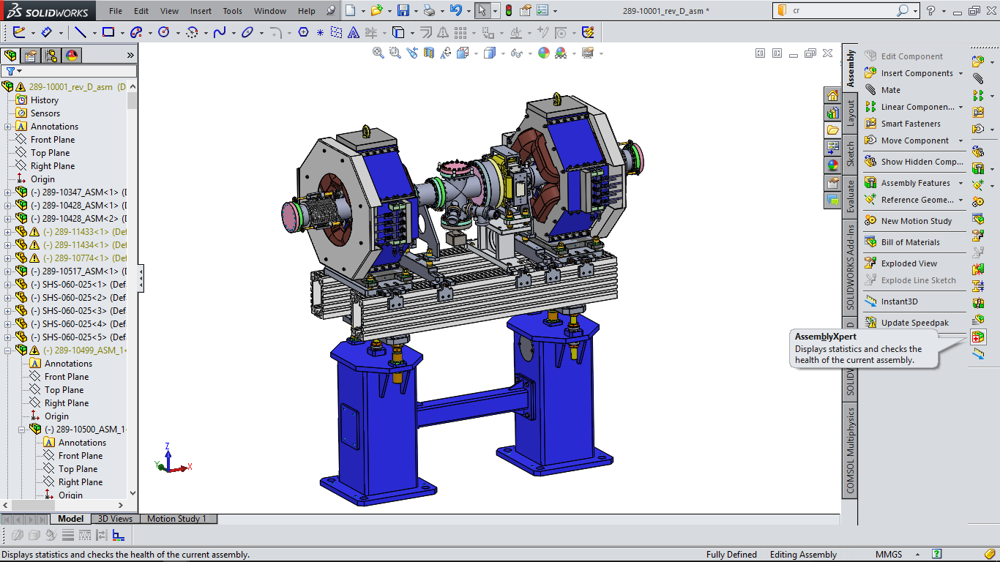 SOLIDWORKS
File Edit View Insert Tools Window Help
289-10001_rev_D_asm *
cr
289-10001_rev_D_asm (D
History
Sensors
Annotations
Front Plane
Top Plane
Right Plane
Origin
(-) 289-10347_ASM<1> (D
(-) 289-10428_ASM<1> (D
(-) 289-10428_ASM<2> (D
(-) 289-11433<1> (Def
(-) 289-11434<1> (Def
(-) 289-10774<1> (Def
(-) 289-10517_ASM<1> (D
(-) SHS-060-025<1> (Defa
(-) SHS-060-025<2> (Defa
(-) SHS-060-025<3> (Defa
(-) SHS-060-025<4> (Defa
(-) SHS-060-025<5> (Defa
(-) 289-10499_ASM_1<
Annotations
Front Plane
Top Plane
Right Plane
Origin
(-) 289-10500_ASM_1<
Annotations
Front Plane
Top Plane
Right Plane
Origin
Z
Y
X
Assembly
Layout
Sketch
Evaluate
SOLIDWORKS Add-Ins
COMSOL Multiphysics
Edit Component
Insert Components
Mate
Linear Componen...
Smart Fasteners
Move Component
Show Hidden Comp...
Assembly Features
Reference Geome...
New Motion Study
Bill of Materials
Exploded View
Explode Line Sketch
Instant3D
Update Speedpak
AssemblyXpert
Displays statistics and checks the
health of the current assembly.
Model 3D Views Motion Study 1
Displays statistics and checks the health of the current assembly.
Fully Defined Editing Assembly MMGS